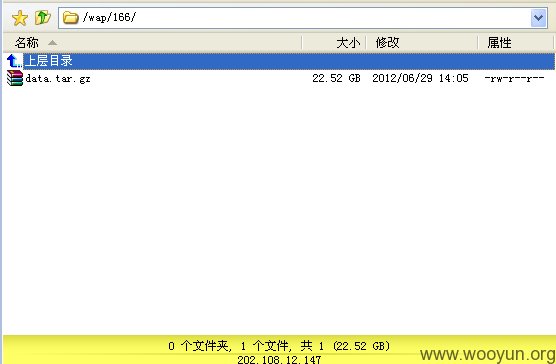 /wap/166/
名称 大小 修改 属性
上层目录
data.tar.gz 22.52 GB 2012/06/29 14:05 -rw-r--r--
0 个文件夹, 1 个文件, 共 1 (22.52 GB)
202.108.12.147
www.wooyun.org